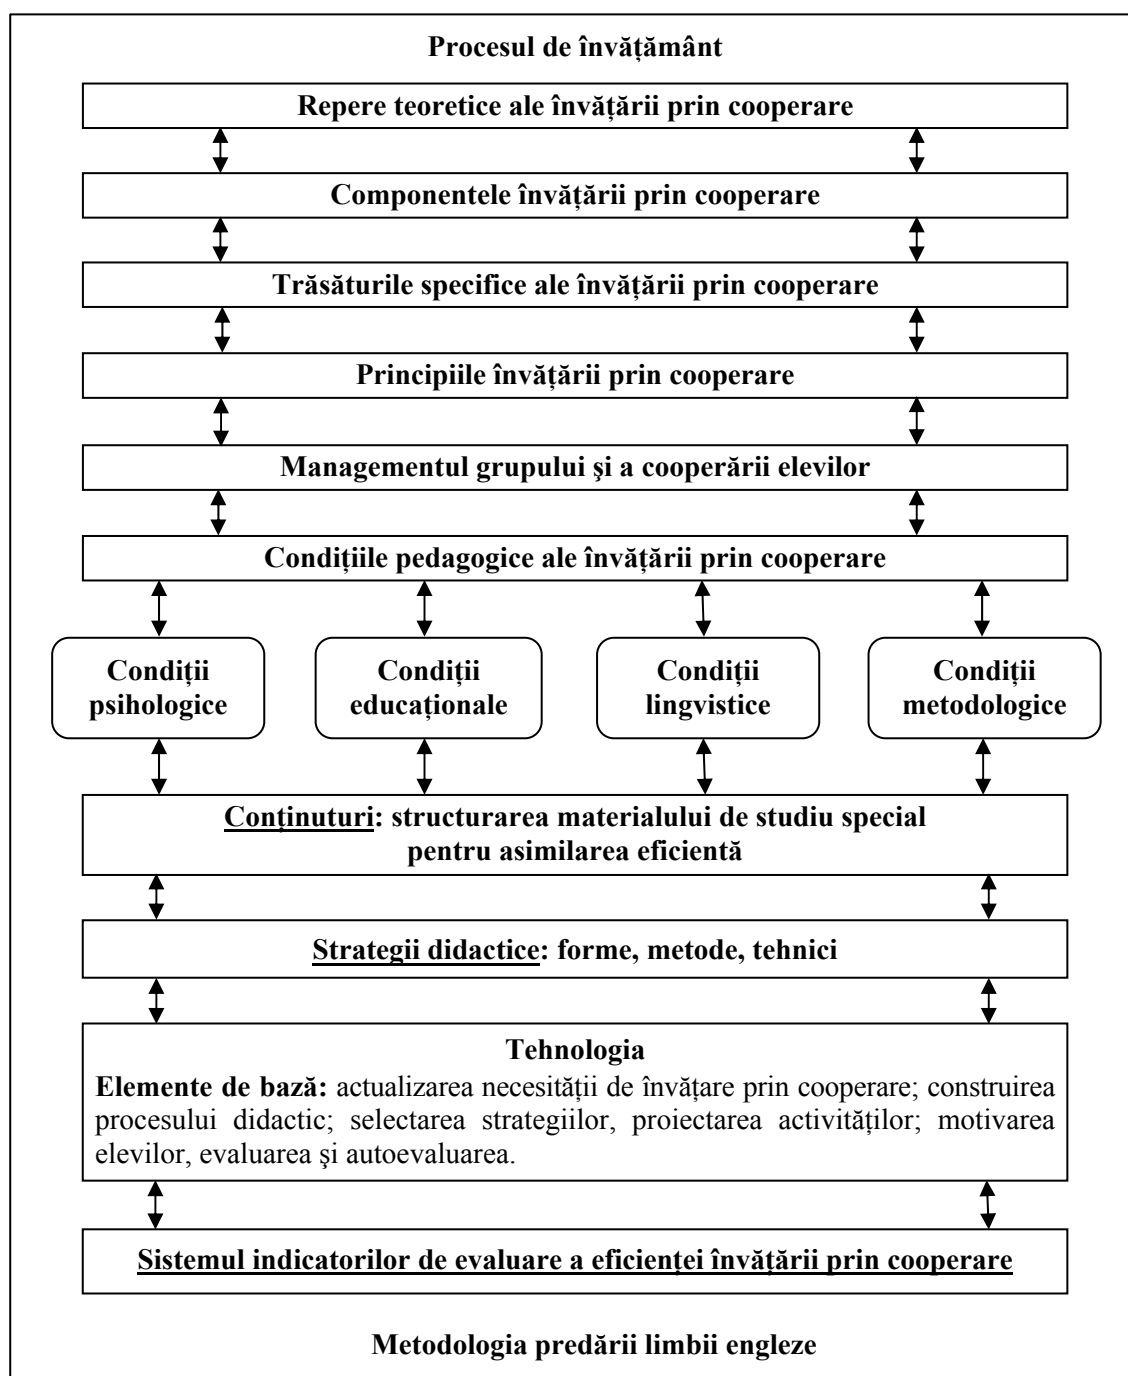 Procesul de învățământ
Repere teoretice ale învățării prin cooperare
Componentele învățării prin cooperare
Trăsăturile specifice ale învățării prin cooperare
Principiile învățării prin cooperare
Managementul grupului şi a cooperării elevilor
Condițiile pedagogice ale învățării prin cooperare
Condiții
psihologice
Condiții
educaționale
Condiții
lingvistice
Condiții
metodologice
Conținuturi: structurarea materialului de studiu special
pentru asimilarea eficientă
Strategii didactice: forme, metode, tehnici
Tehnologia
Elemente de bază: actualizarea necesității de învățare prin cooperare; construirea
procesului didactic; selectarea strategiilor, proiectarea activităților; motivarea
elevilor, evaluarea şi autoevaluarea.
Sistemul indicatorilor de evaluare a eficienței învățării prin cooperare
Metodologia predării limbii engleze